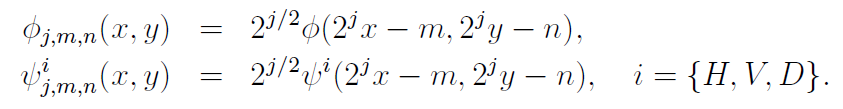 ϕ_{j,m,n}(x, y) = 2^{j/2}ϕ(2^j x − m, 2^j y − n),
ψ^i_{j,m,n}(x, y) = 2^{j/2}ψ^i(2^j x − m, 2^j y − n), i = {H, V, D}.